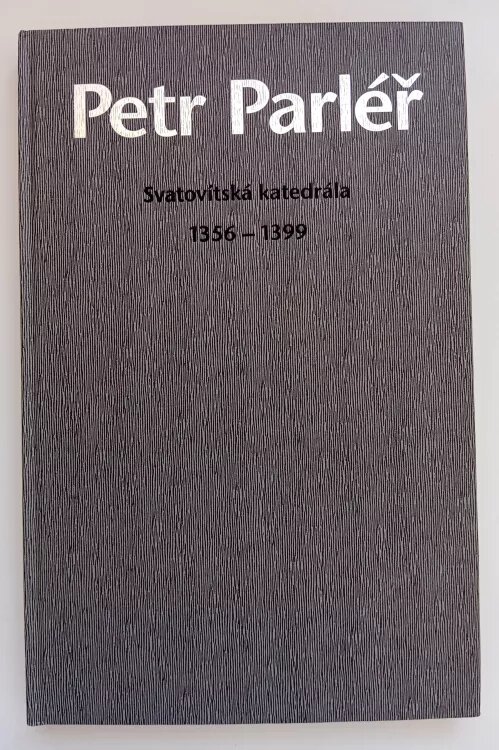 Petr Parléř
Svatovítská katedrála
1356 – 1399